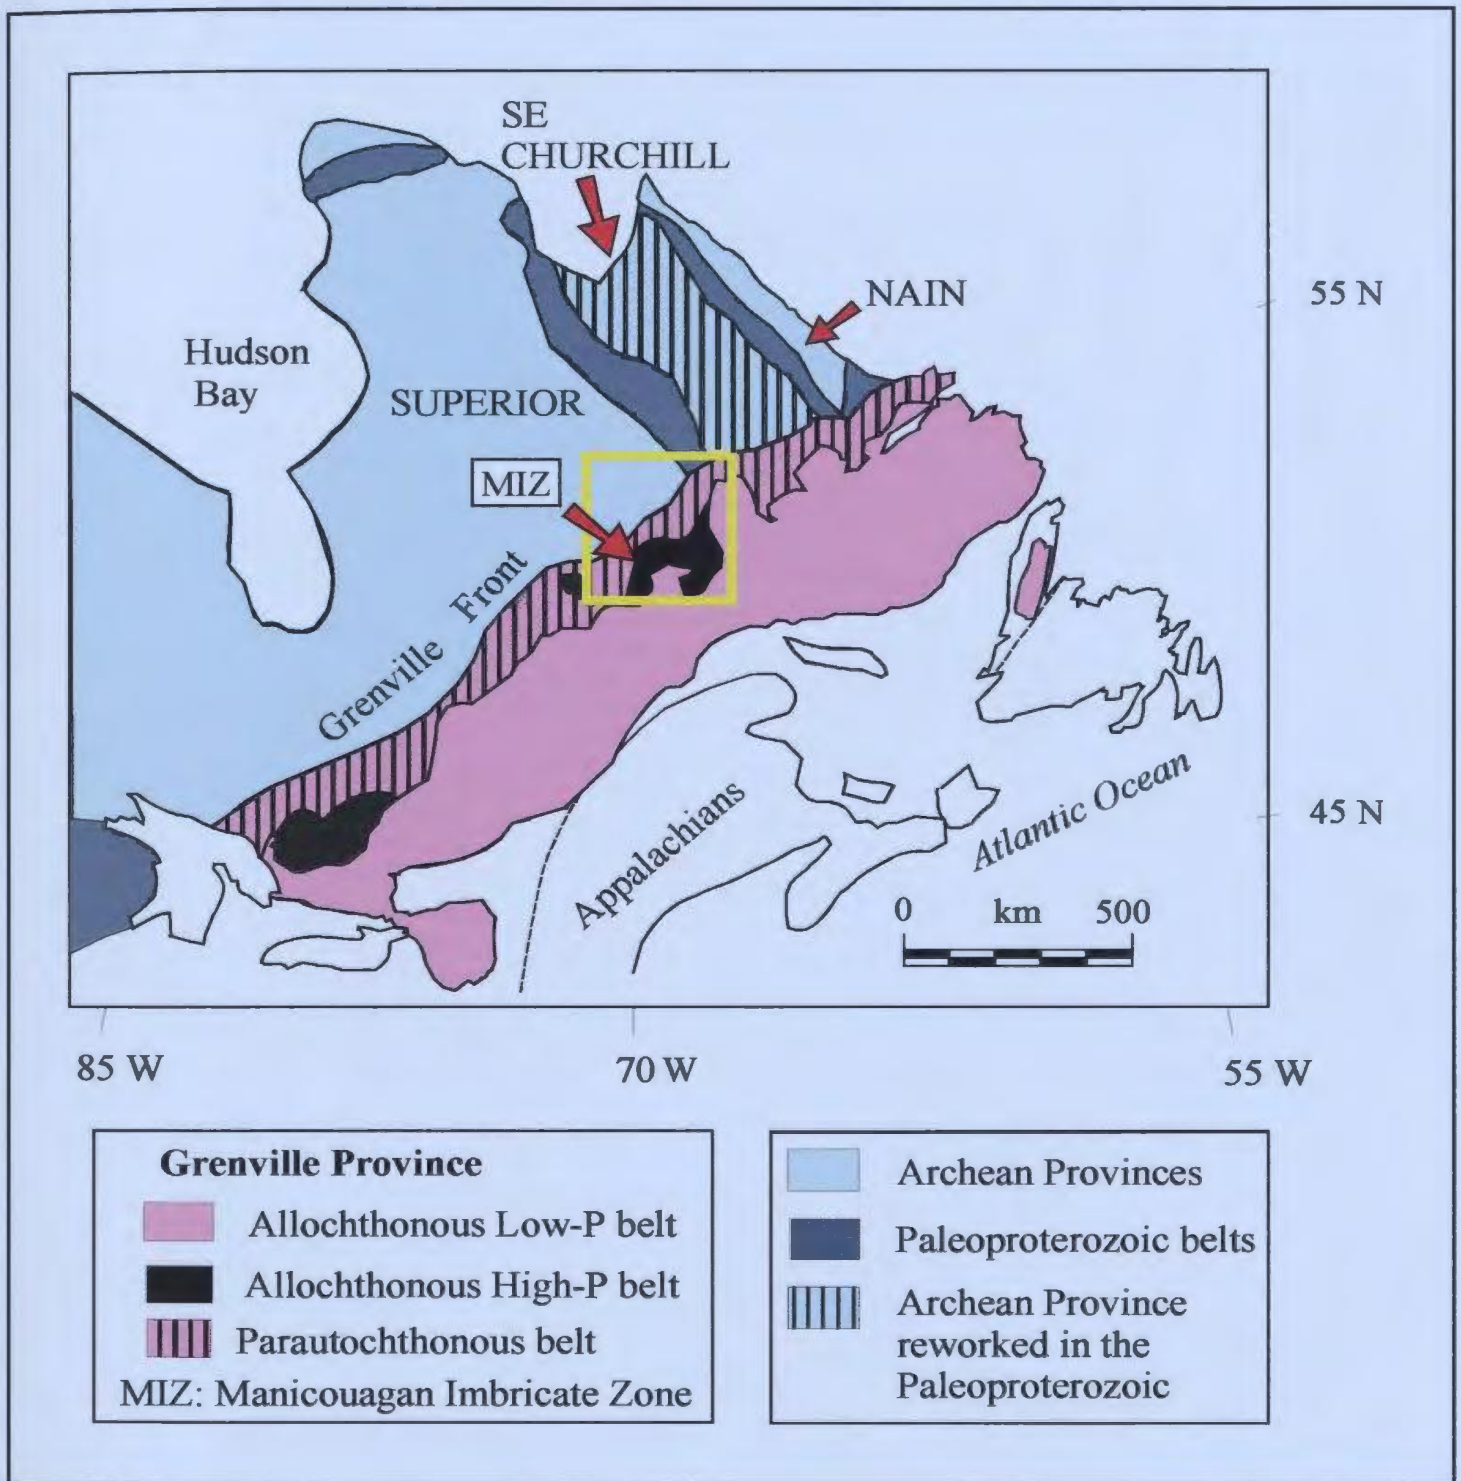 SE
CHURCHILL
NAIN
55 N
Hudson
Bay
SUPERIOR
MIZ
Grenville Front
45 N
Appalachians
Atlantic Ocean
0 km 500
85 W
70 W
55 W
Grenville Province
Allochthonous Low-P belt
Allochthonous High-P belt
Parautochthonous belt
MIZ: Manicouagan Imbricate Zone
Archean Provinces
Paleoproterozoic belts
Archean Province
reworked in the
Paleoproterozoic